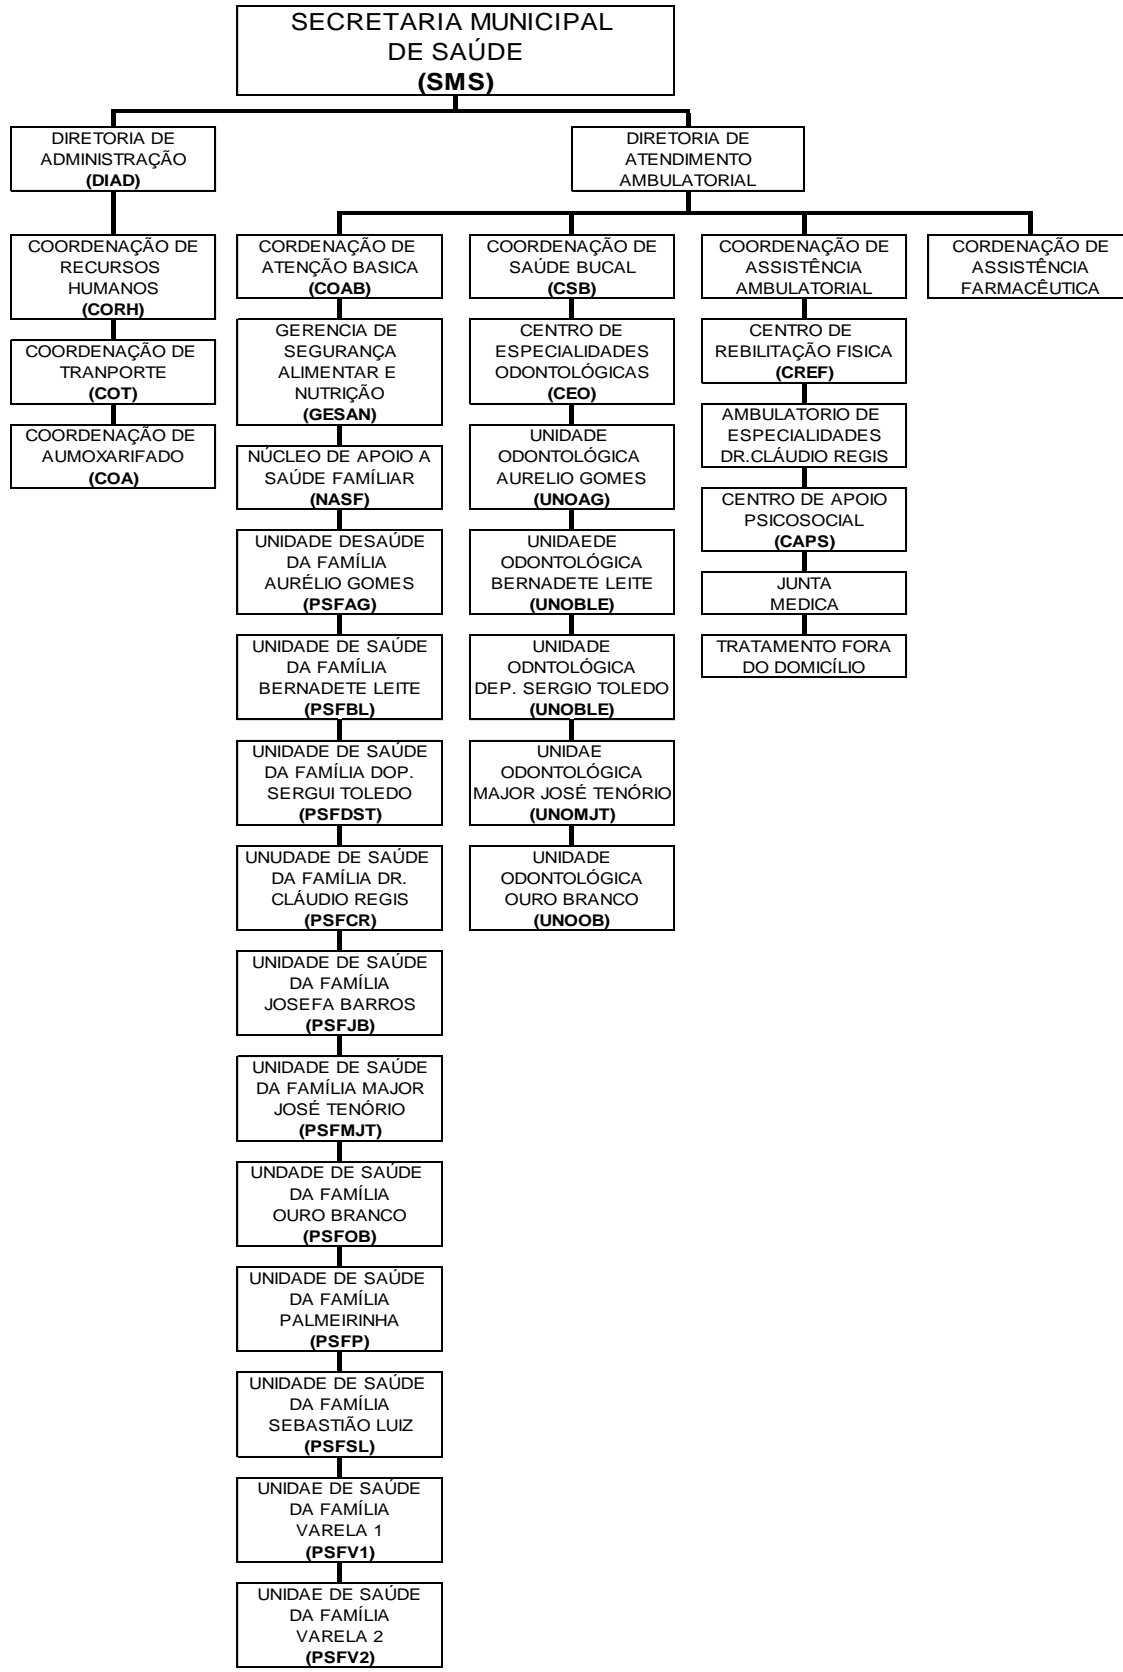 SECRETARIA MUNICIPAL
DE SAÚDE
(SMS)
DIRETORIA DE
ADMINISTRAÇÃO
(DIAD)
DIRETORIA DE
ATENDIMENTO
AMBULATORIAL
COORDENAÇÃO DE
RECURSOS
HUMANOS
(CORH)
COORDENAÇÃO DE
TRANPORTE
(COT)
COORDENAÇÃO DE
AUMOXARIFADO
(COA)
CORDENAÇÃO DE
ATENÇÃO BASICA
(COAB)
GERENCIA DE
SEGURANÇA
ALIMENTAR E
NUTRIÇÃO
(GESAN)
NÚCLEO DE APOIO A
SAÚDE FAMÍLIAR
(NASF)
UNIDADE DESAÚDE
DA FAMÍLIA
AURÉLIO GOMES
(PSFAG)
UNIDADE DE SAÚDE
DA FAMÍLIA
BERNADETE LEITE
(PSFBL)
UNIDADE DE SAÚDE
DA FAMÍLIA DOP.
SERGUI TOLEDO
(PSFDST)
UNUDADE DE SAÚDE
DA FAMÍLIA DR.
CLÁUDIO REGIS
(PSFCR)
UNIDADE DE SAÚDE
DA FAMÍLIA
JOSEFA BARROS
(PSFJB)
UNIDADE DE SAÚDE
DA FAMÍLIA MAJOR
JOSÉ TENÓRIO
(PSFMJT)
UNDADE DE SAÚDE
DA FAMÍLIA
OURO BRANCO
(PSFOB)
UNIDADE DE SAÚDE
DA FAMÍLIA
PALMEIRINHA
(PSFP)
UNIDADE DE SAÚDE
DA FAMÍLIA
SEBASTIÃO LUIZ
(PSFSL)
UNIDAE DE SAÚDE
DA FAMÍLIA
VARELA 1
(PSFV1)
UNIDAE DE SAÚDE
DA FAMÍLIA
VARELA 2
(PSFV2)
COORDENAÇÃO DE
SAÚDE BUCAL
(CSB)
CENTRO DE
ESPECIALIDADES
ODONTOLÓGICAS
(CEO)
UNIDADE
ODONTOLÓGICA
AURELIO GOMES
(UNOAG)
UNIDAEDE
ODONTOLÓGICA
BERNADETE LEITE
(UNOBLE)
UNIDADE
ODNTOLÓGICA
DEP. SERGIO TOLEDO
(UNOBLE)
UNIDAE
ODONTOLÓGICA
MAJOR JOSÉ TENÓRIO
(UNOMJT)
UNIDADE
ODONTOLÓGICA
OURO BRANCO
(UNOOB)
COORDENAÇÃO DE
ASSISTÊNCIA
AMBULATORIAL
CENTRO DE
REBILITAÇÃO FISICA
(CREF)
AMBULATORIO DE
ESPECIALIDADES
DR.CLÁUDIO REGIS
CENTRO DE APOIO
PSICOSOCIAL
(CAPS)
JUNTA
MEDICA
TRATAMENTO FORA
DO DOMICÍLIO
CORDENAÇÃO DE
ASSISTÊNCIA
FARMACÊUTICA